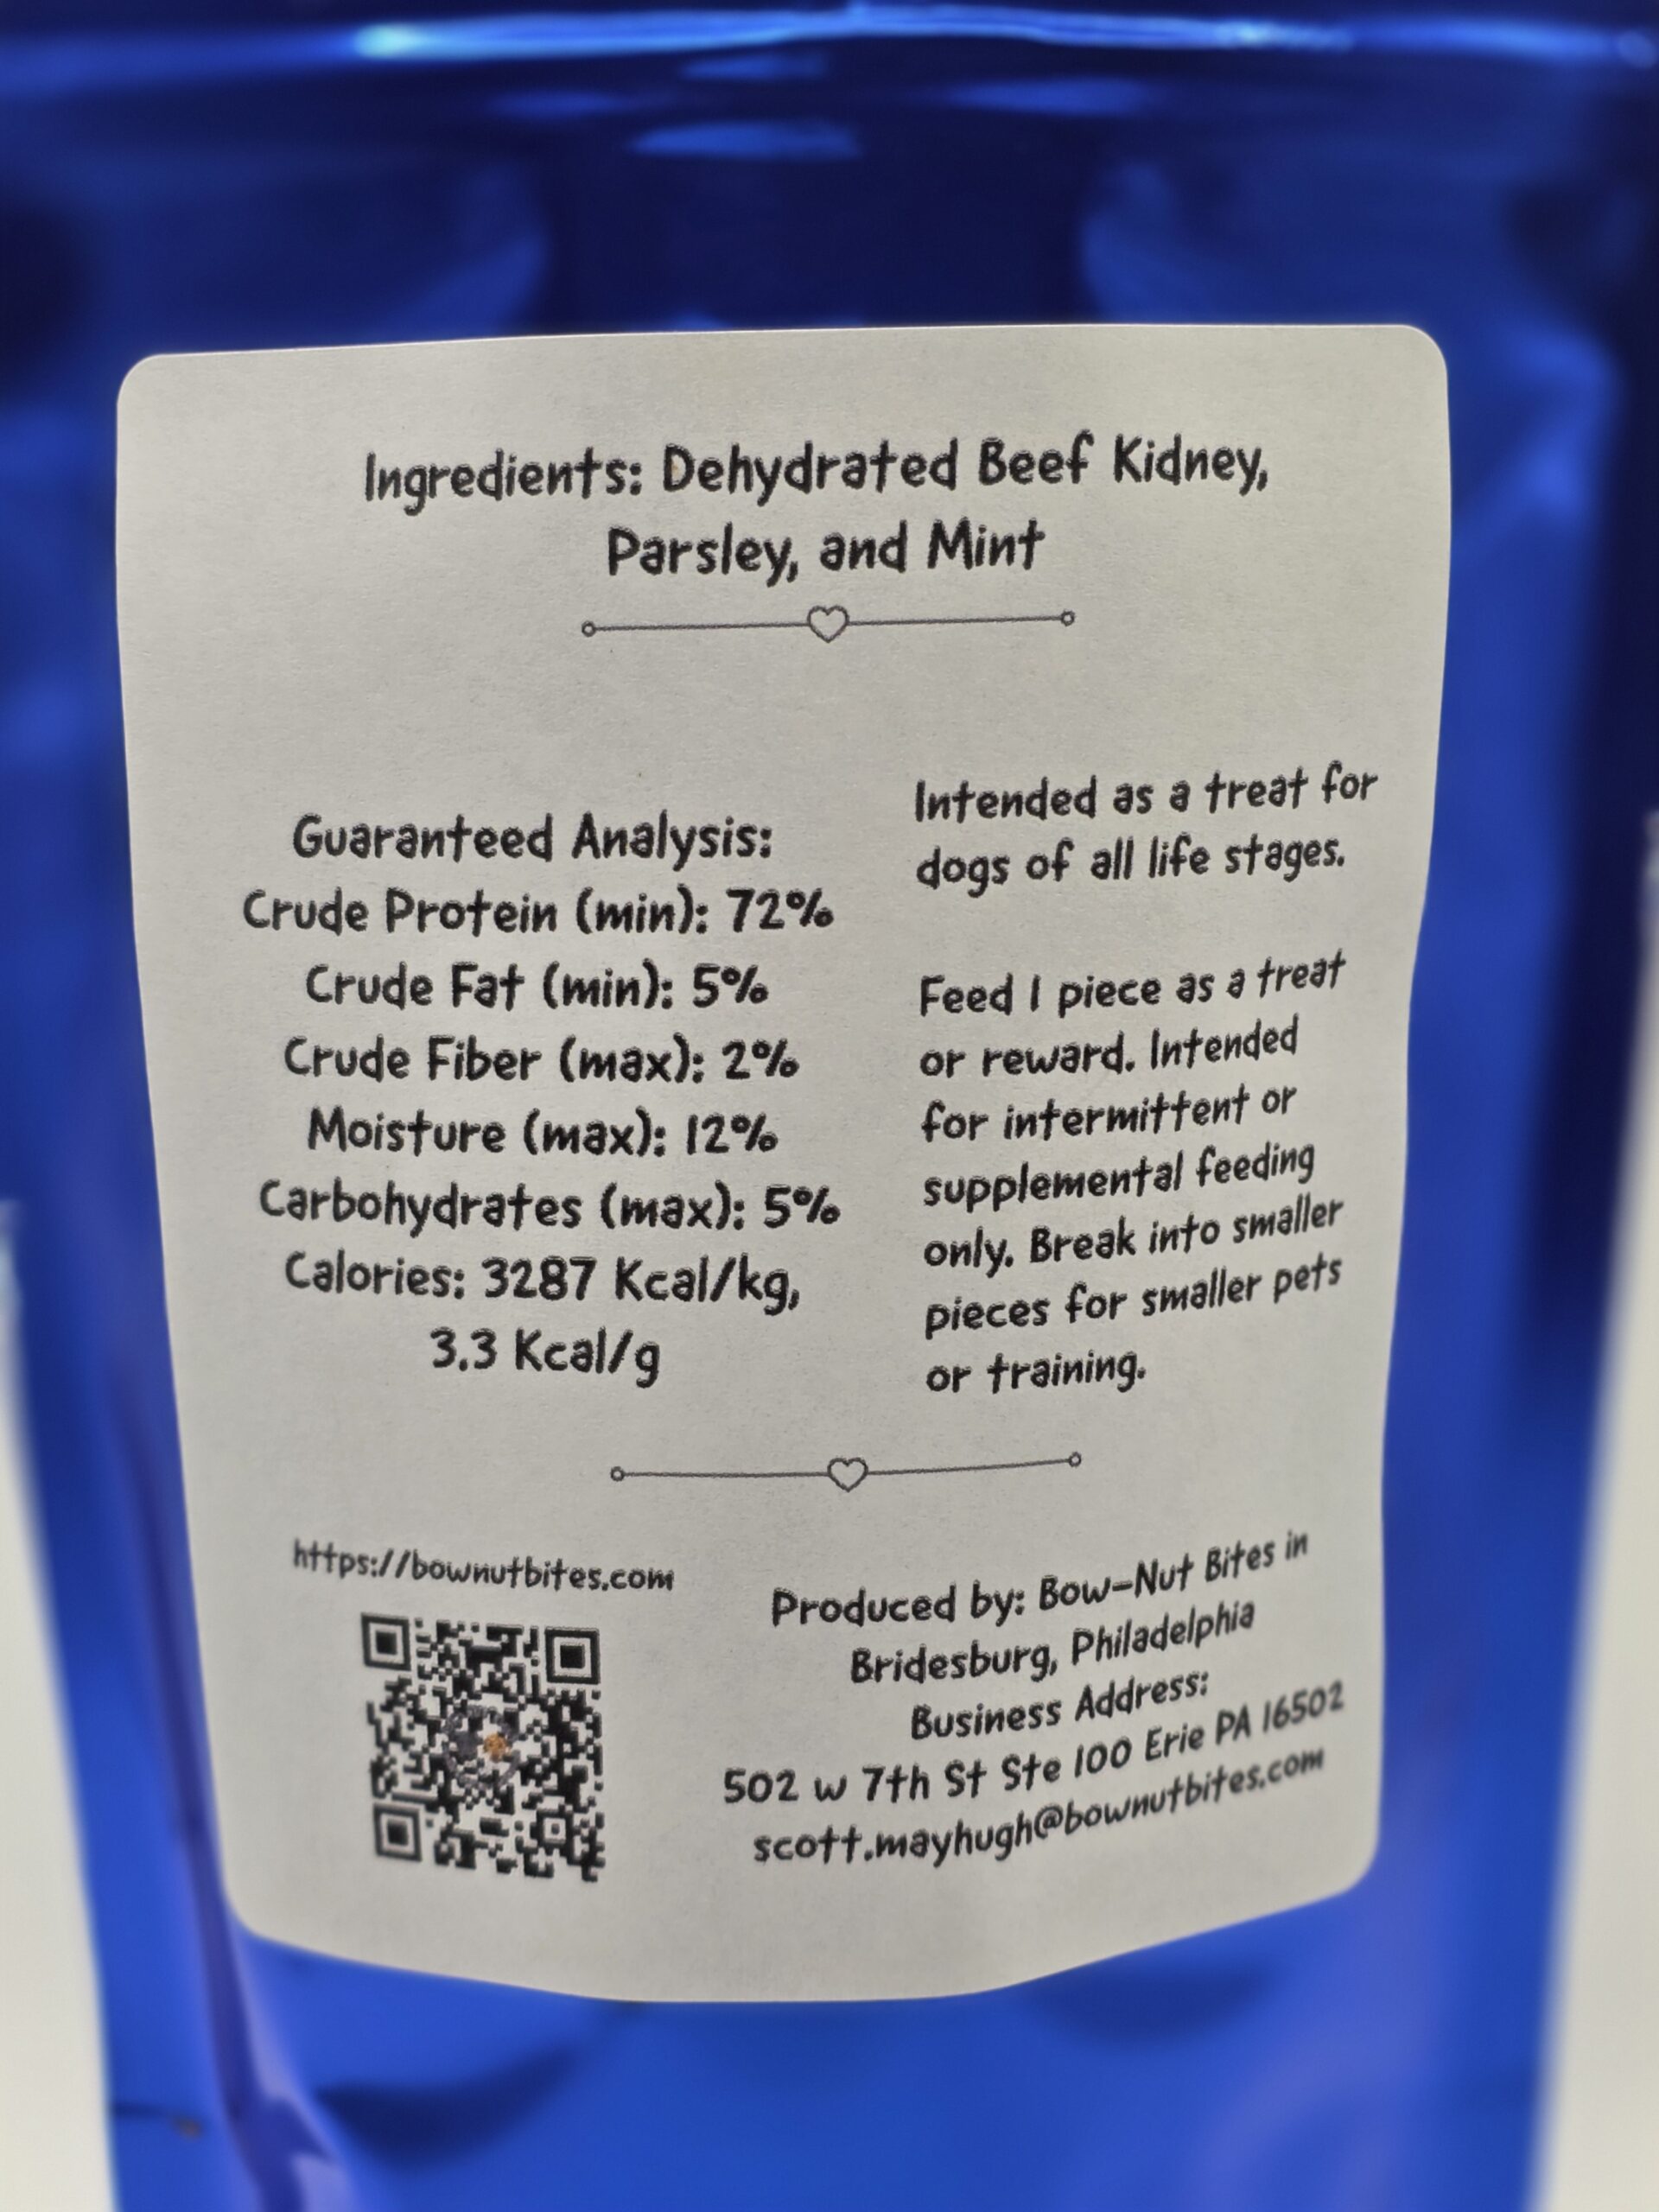 Ingredients: Dehydrated Beef Kidney,
Parsley, and Mint
Guaranteed Analysis:
Crude Protein (min): 72%
Crude Fat (min): 5%
Crude Fiber (max): 2%
Moisture (max): 12%
Carbohydrates (max): 5%
Calories: 3287 Kcal/kg,
3.3 Kcal/g
Intended as a treat for
dogs of all life stages.
Feed 1 piece as a treat
or reward. Intended
for intermittent or
supplemental feeding
only. Break into smaller
pieces for smaller pets
or training.
https://bownutbites.com
Produced by: Bow-Nut Bites in
Bridesburg, Philadelphia
Business Address:
502 w 7th St Ste 100 Erie PA 16502
scott.mayhugh@bownutbites.com